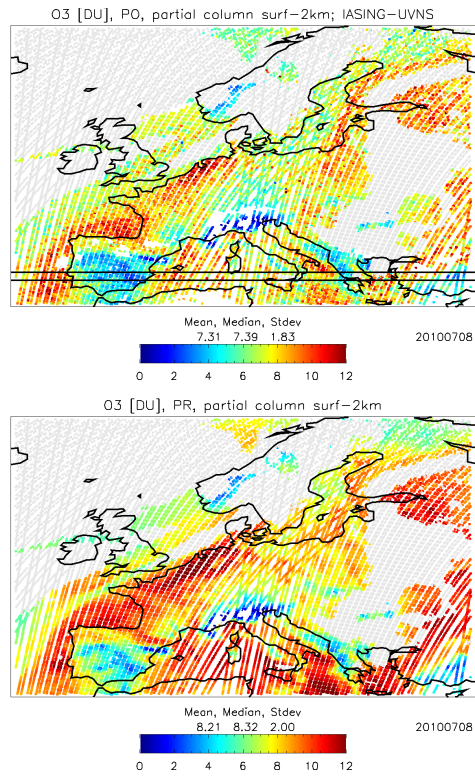 O3 [DU], PO, partial column surf-2km; IASING-UVNS
Mean, Median, Stdev
7.31 7.39 1.83
20100708
0 2 4 6 8 10 12
O3 [DU], PR, partial column surf-2km
Mean, Median, Stdev
8.21 8.32 2.00
20100708
0 2 4 6 8 10 12